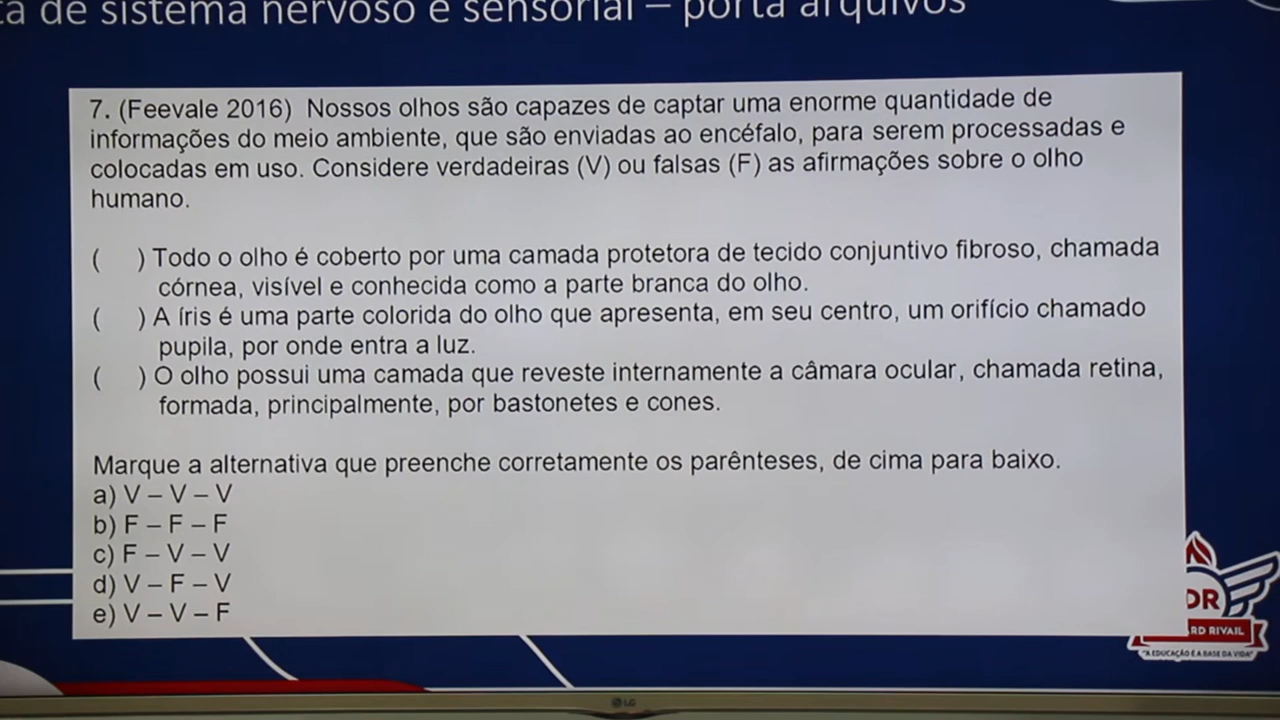 de sistema nervoso e sensorial – porta arquivos
7. (Feevale 2016) Nossos olhos são capazes de captar uma enorme quantidade de
informações do meio ambiente, que são enviadas ao encéfalo, para serem processadas e
colocadas em uso. Considere verdadeiras (V) ou falsas (F) as afirmações sobre o olho
humano.
( ) Todo o olho é coberto por uma camada protetora de tecido conjuntivo fibroso, chamada
córnea, visível e conhecida como a parte branca do olho.
( ) A íris é uma parte colorida do olho que apresenta, em seu centro, um orifício chamado
pupila, por onde entra a luz.
( ) O olho possui uma camada que reveste internamente a câmara ocular, chamada retina,
formada, principalmente, por bastonetes e cones.
Marque a alternativa que preenche corretamente os parênteses, de cima para baixo.
a) V – V – V
b) F – F – F
c) F – V – V
d) V – F – V
e) V – V – F
DR
RD RIVAIL
"A EDUCAÇÃO É A BASE DA VIDA"
LG